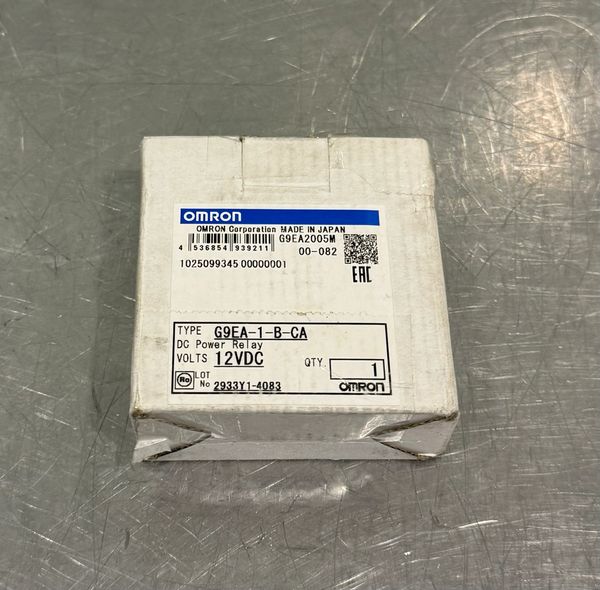 OMRON
OMRON Corporation MADE IN JAPAN
G9EA2005M
4 536854 939211
00-082
1025099345 00000001
EAC
TYPE G9EA-1-B-CA
DC Power Relay
VOLTS 12VDC
QTY. 1
Ro LOT No 2933Y1-4083
OMRON